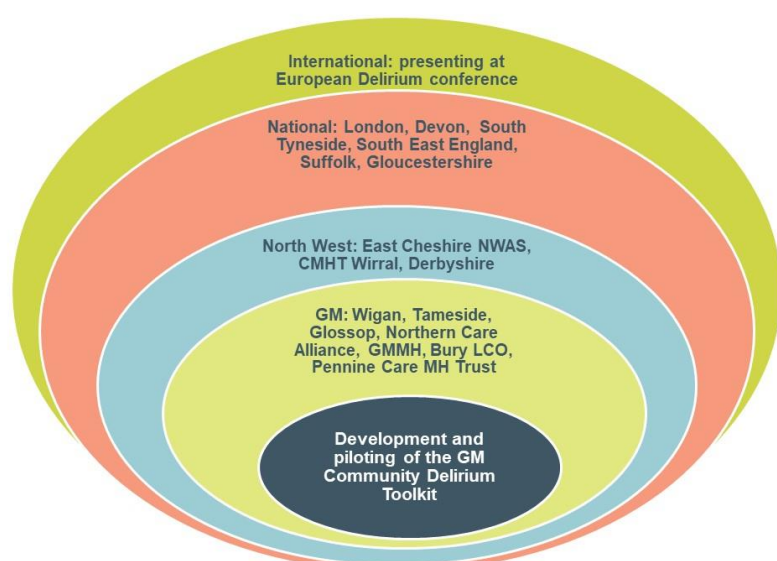 International: presenting at
European Delirium conference
National: London, Devon, South
Tyneside, South East England,
Suffolk, Gloucestershire
North West: East Cheshire NWAS,
CMHT Wirral, Derbyshire
GM: Wigan, Tameside,
Glossop, Northern Care
Alliance, GMMH, Bury LCO,
Pennine Care MH Trust
Development and
piloting of the GM
Community Delirium
Toolkit